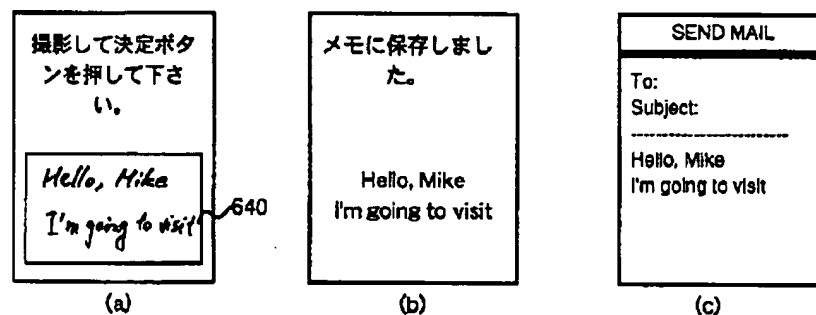 撮影して決定ボタ
ンを押して下さ
い。
Hello, Mike
I'm going to visit
640
(a)
メモに保存しまし
た。
Hello, Mike
I'm going to visit
(b)
SEND MAIL
To:
Subject:
Hello, Mike
I'm going to visit
(c)